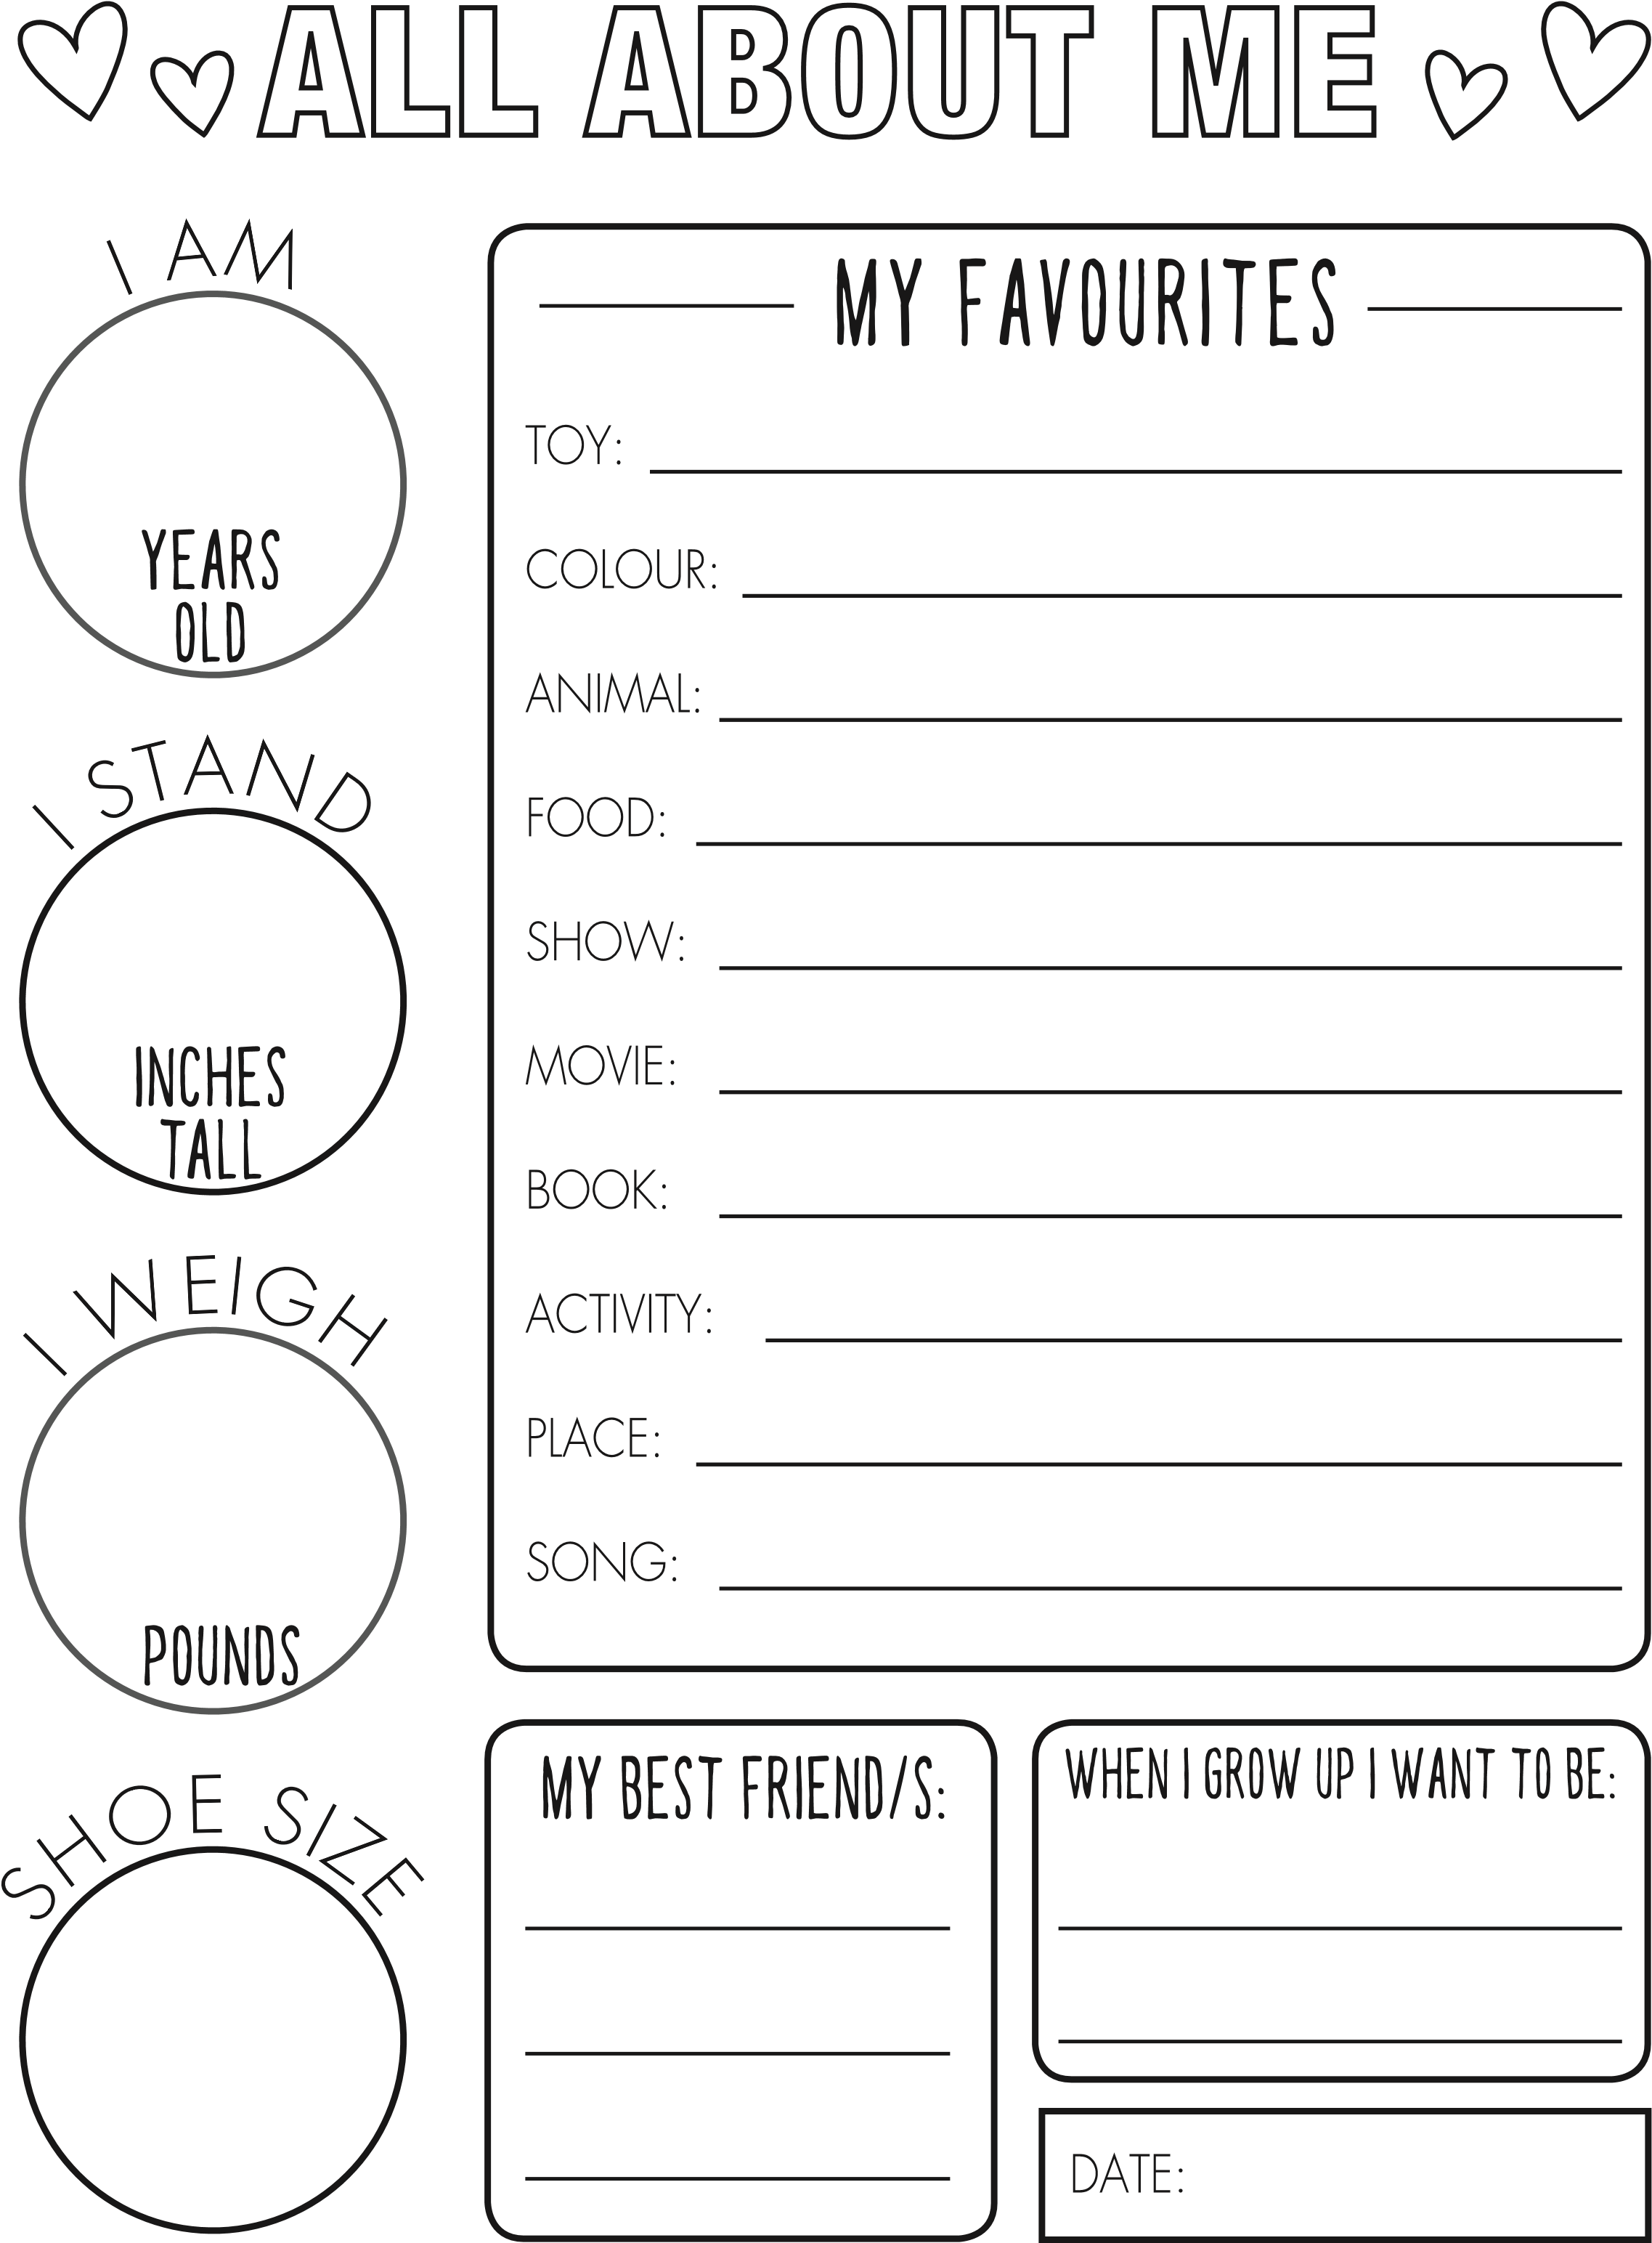 ALL ABOUT ME
I AM
YEARS
OLD
I STAND
INCHES
TALL
I WEIGH
POUNDS
SHOE SIZE
MY FAVOURITES
TOY:
COLOUR:
ANIMAL:
FOOD:
SHOW:
MOVIE:
BOOK:
ACTIVITY:
PLACE:
SONG:
MY BEST FRIEND/S:
WHEN I GROW UP I WANT TO BE:
DATE: